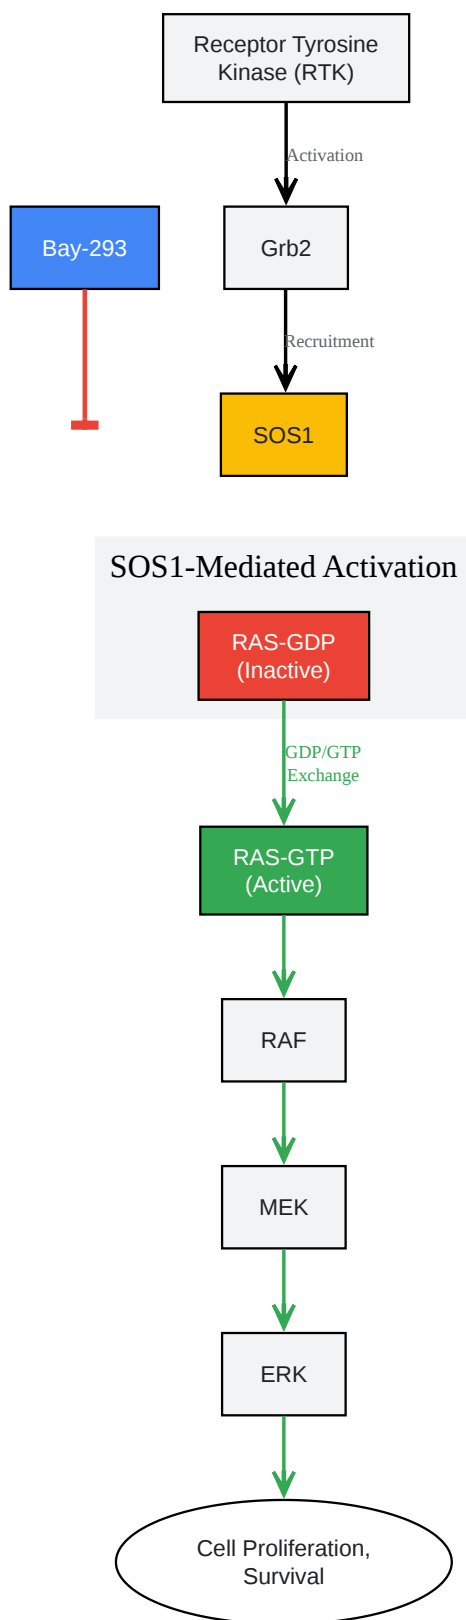 Receptor Tyrosine
Kinase (RTK)
Activation
Bay-293
Grb2
Recruitment
SOS1
SOS1-Mediated Activation
RAS-GDP
(Inactive)
GDP/GTP
Exchange
RAS-GTP
(Active)
RAF
MEK
ERK
Cell Proliferation,
Survival